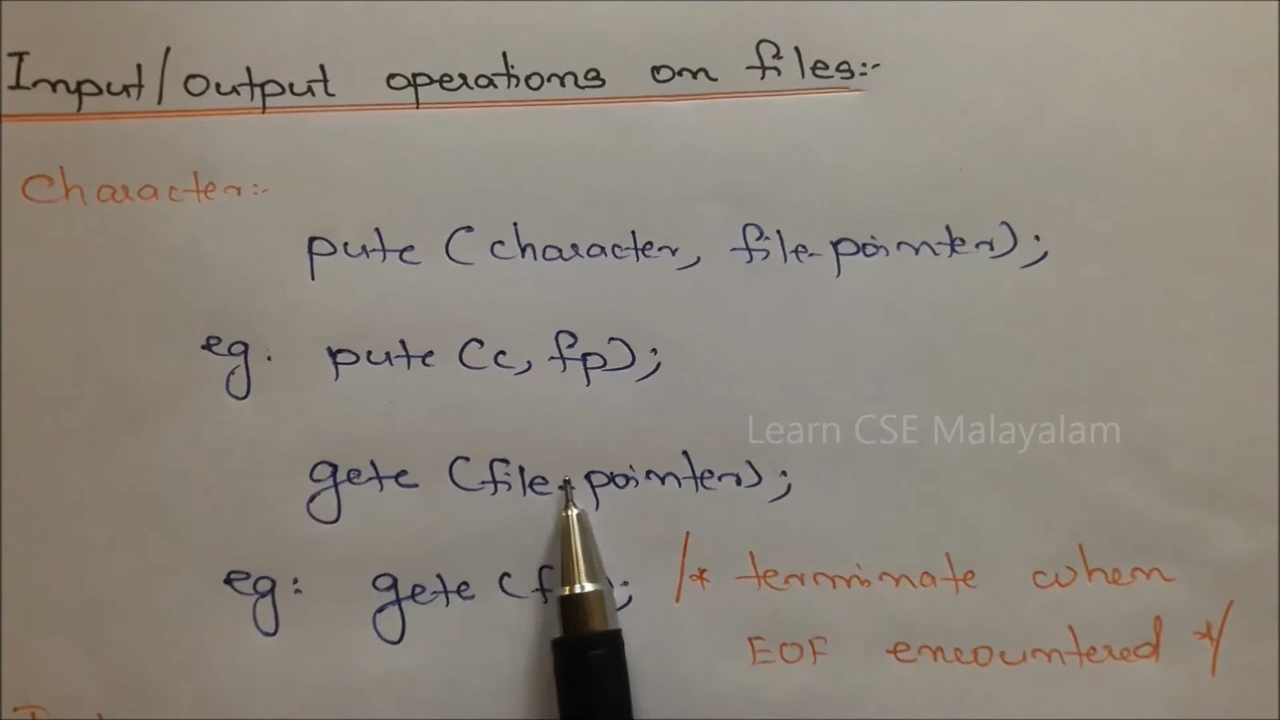 Input/Output operations on files:-
Character:-
putc (character, file-pointer);
eg. putc (c, fp);
Learn CSE Malayalam
getc (file-pointer);
eg: getc (f );
/* terminate when
EOF encountered */